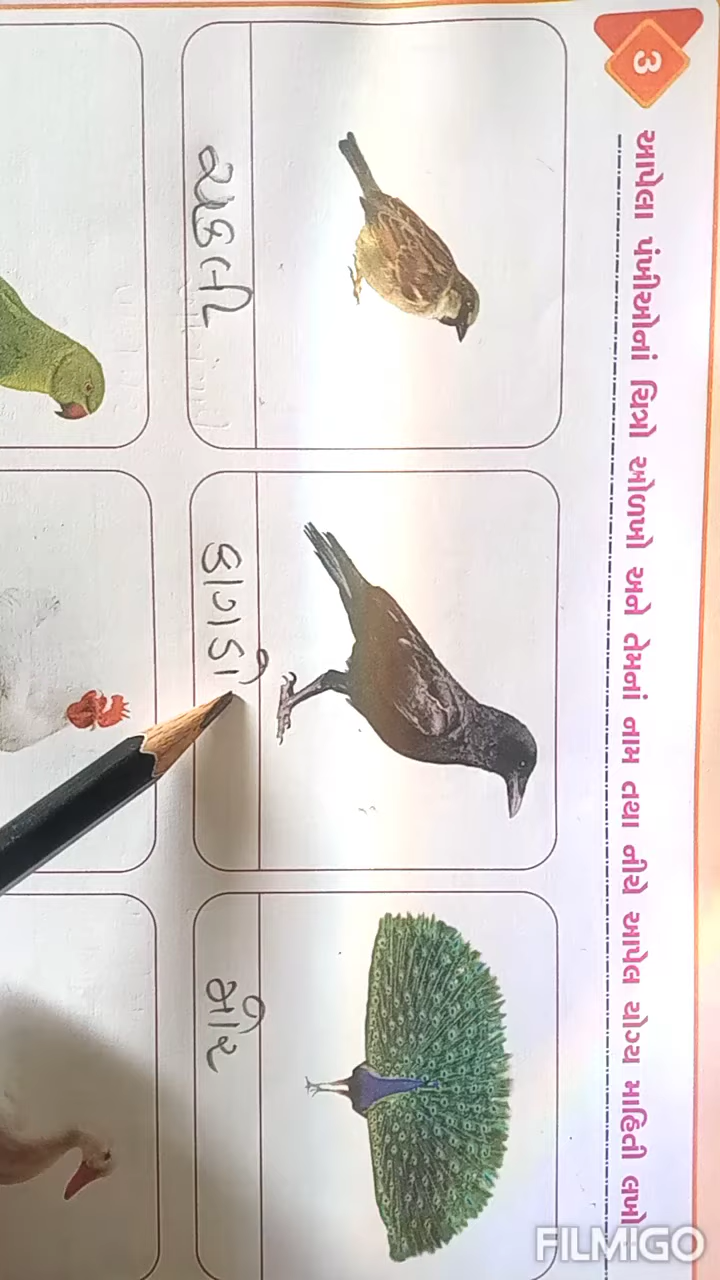 3
આપેલા પંખીઓનાં ચિત્રો ઓળખો અને તેમનાં નામ તથા નીચે આપેલ યોગ્ય માહિતી લખો
ચકલી
કાગડો
મોર
FILMIGO